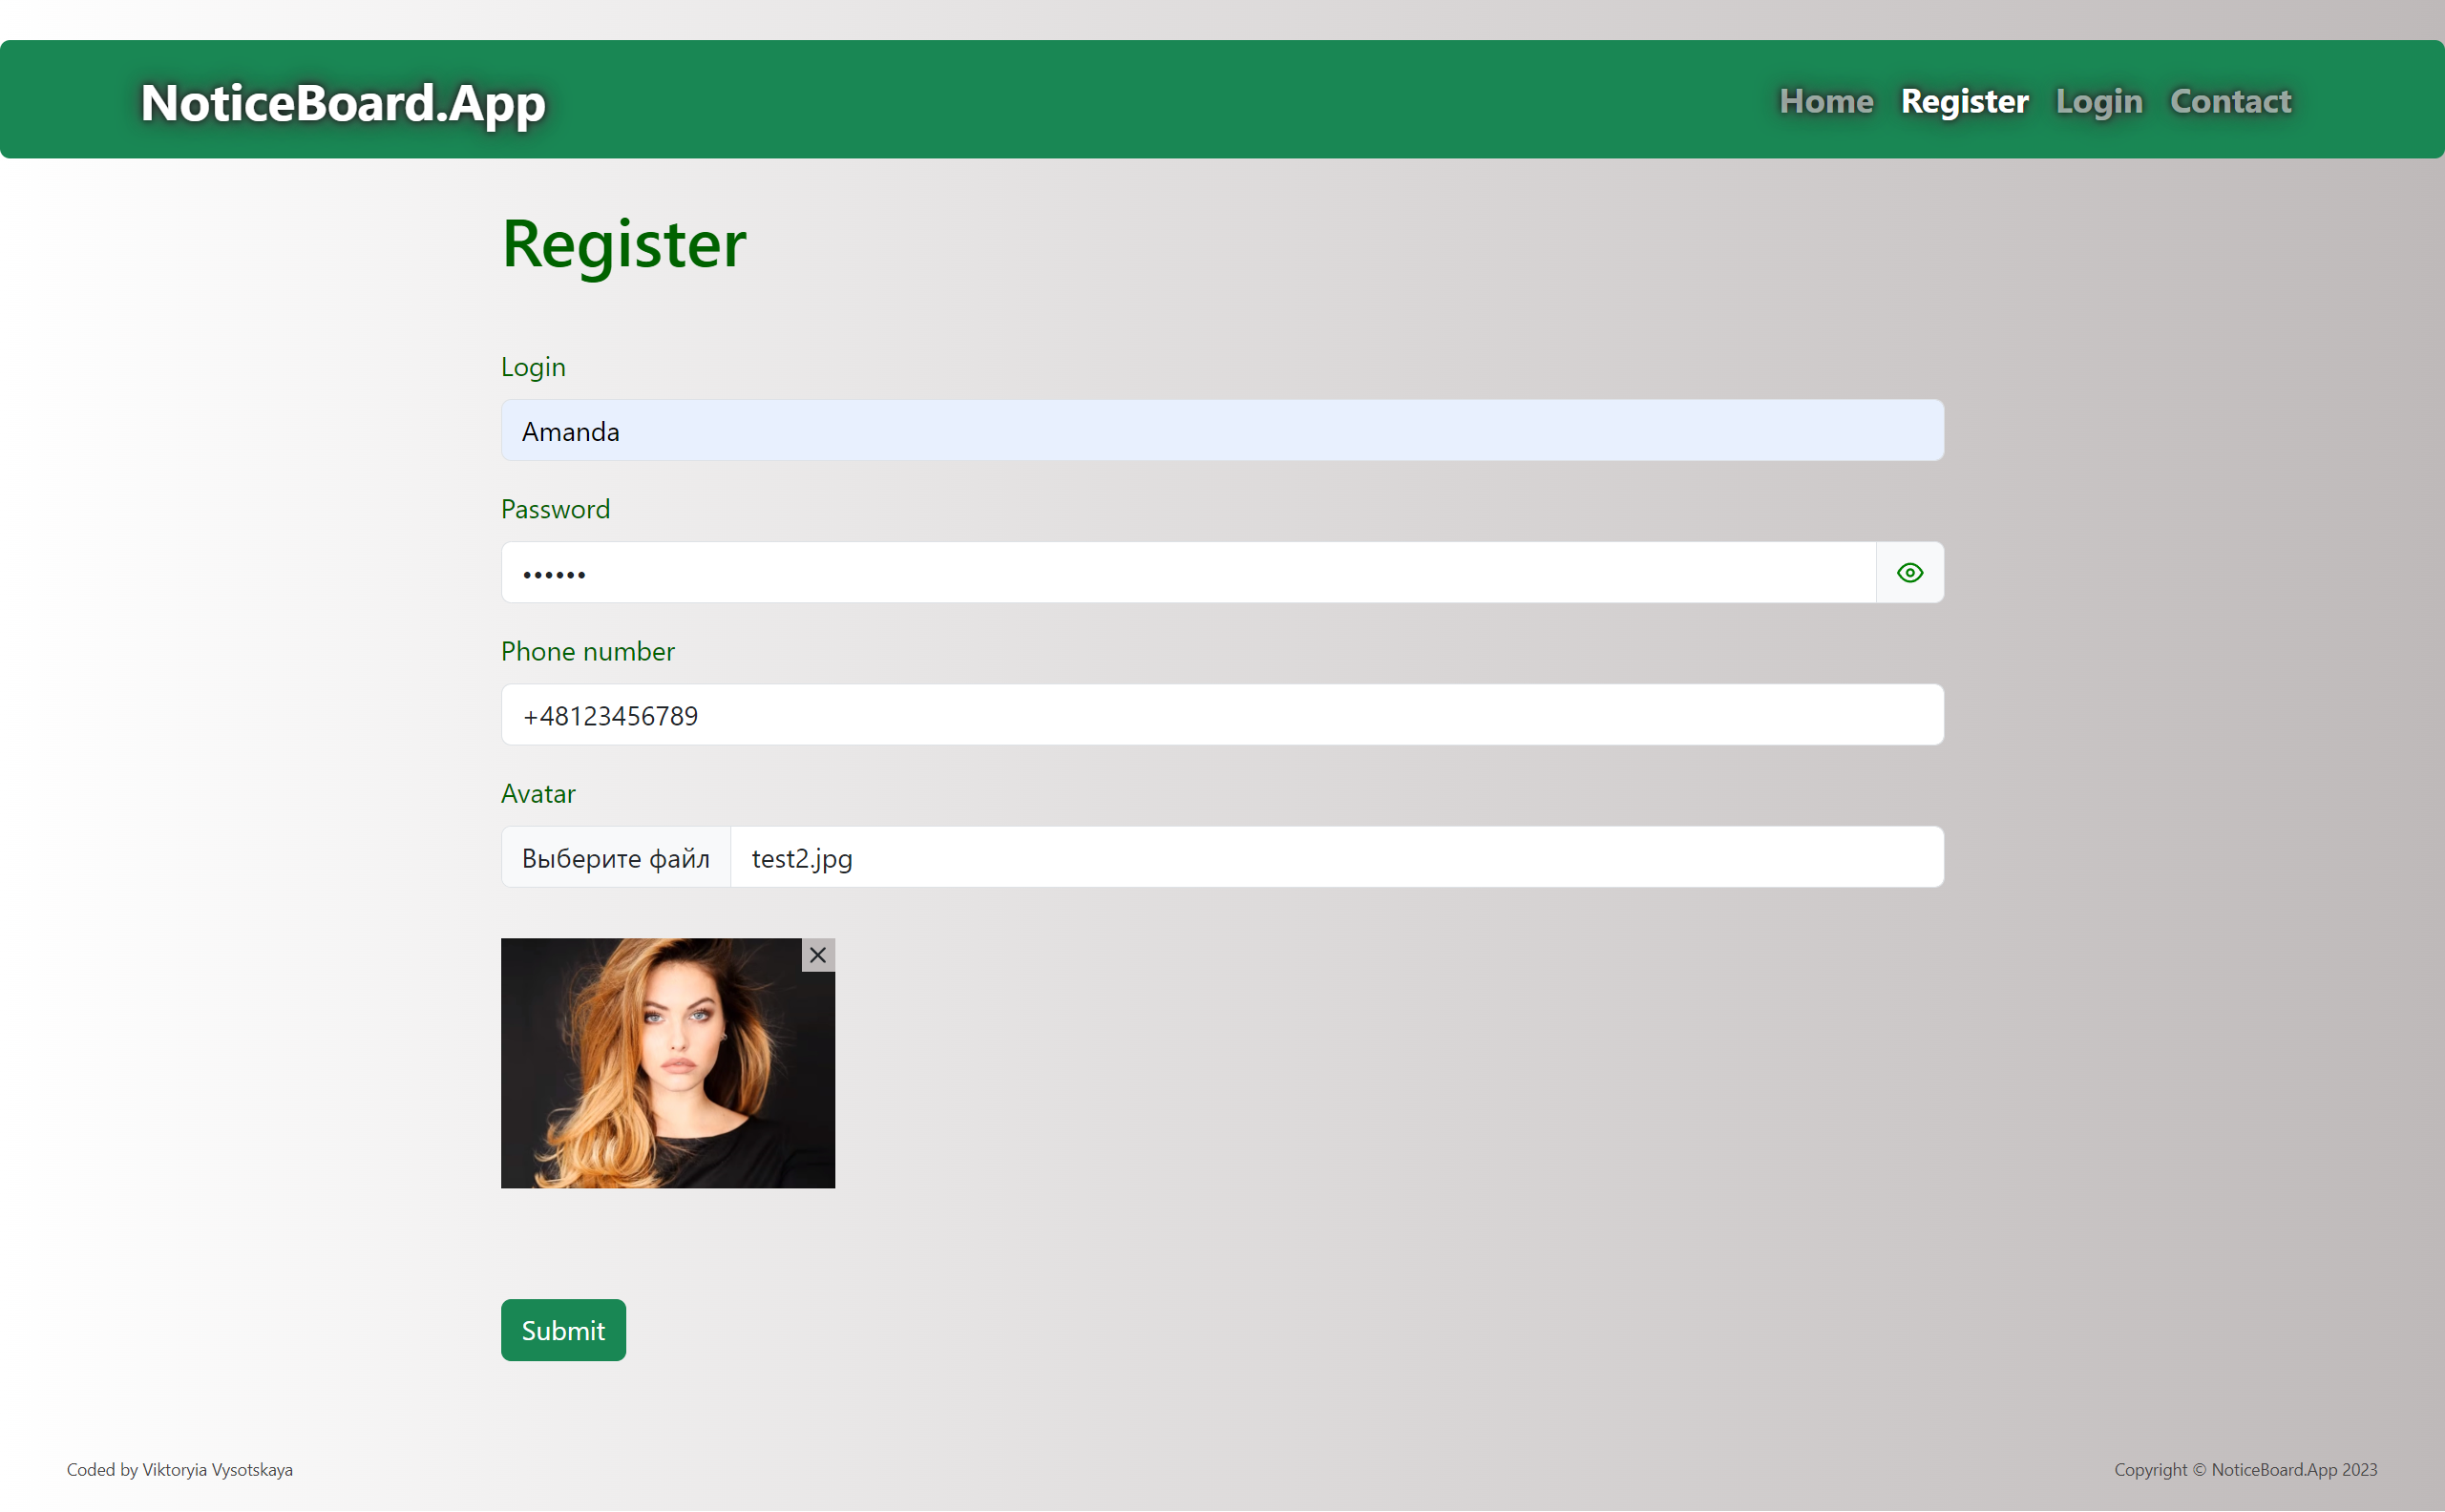 NoticeBoard.App
Home Register Login Contact
Register
Login
Amanda
Password
••••••
Phone number
+48123456789
Avatar
Выберите файл test2.jpg
Submit
Coded by Viktoryia Vysotskaya
Copyright © NoticeBoard.App 2023